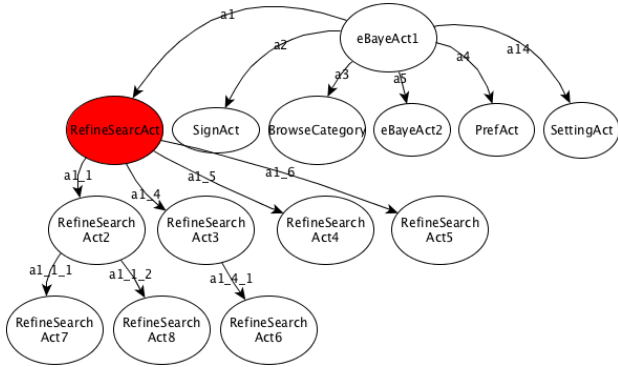 a1
eBayeAct1
a2
a14
a3
a5
a4
RefineSearcAct
SignAct
BrowseCategory
eBayeAct2
PrefAct
SettingAct
a1_1
a1_4
a1_5
a1_6
RefineSearch
Act2
RefineSearch
Act3
RefineSearch
Act4
RefineSearch
Act5
a1_1_1
a1_1_2
a1_4_1
RefineSearch
Act7
RefineSearch
Act8
RefineSearch
Act6